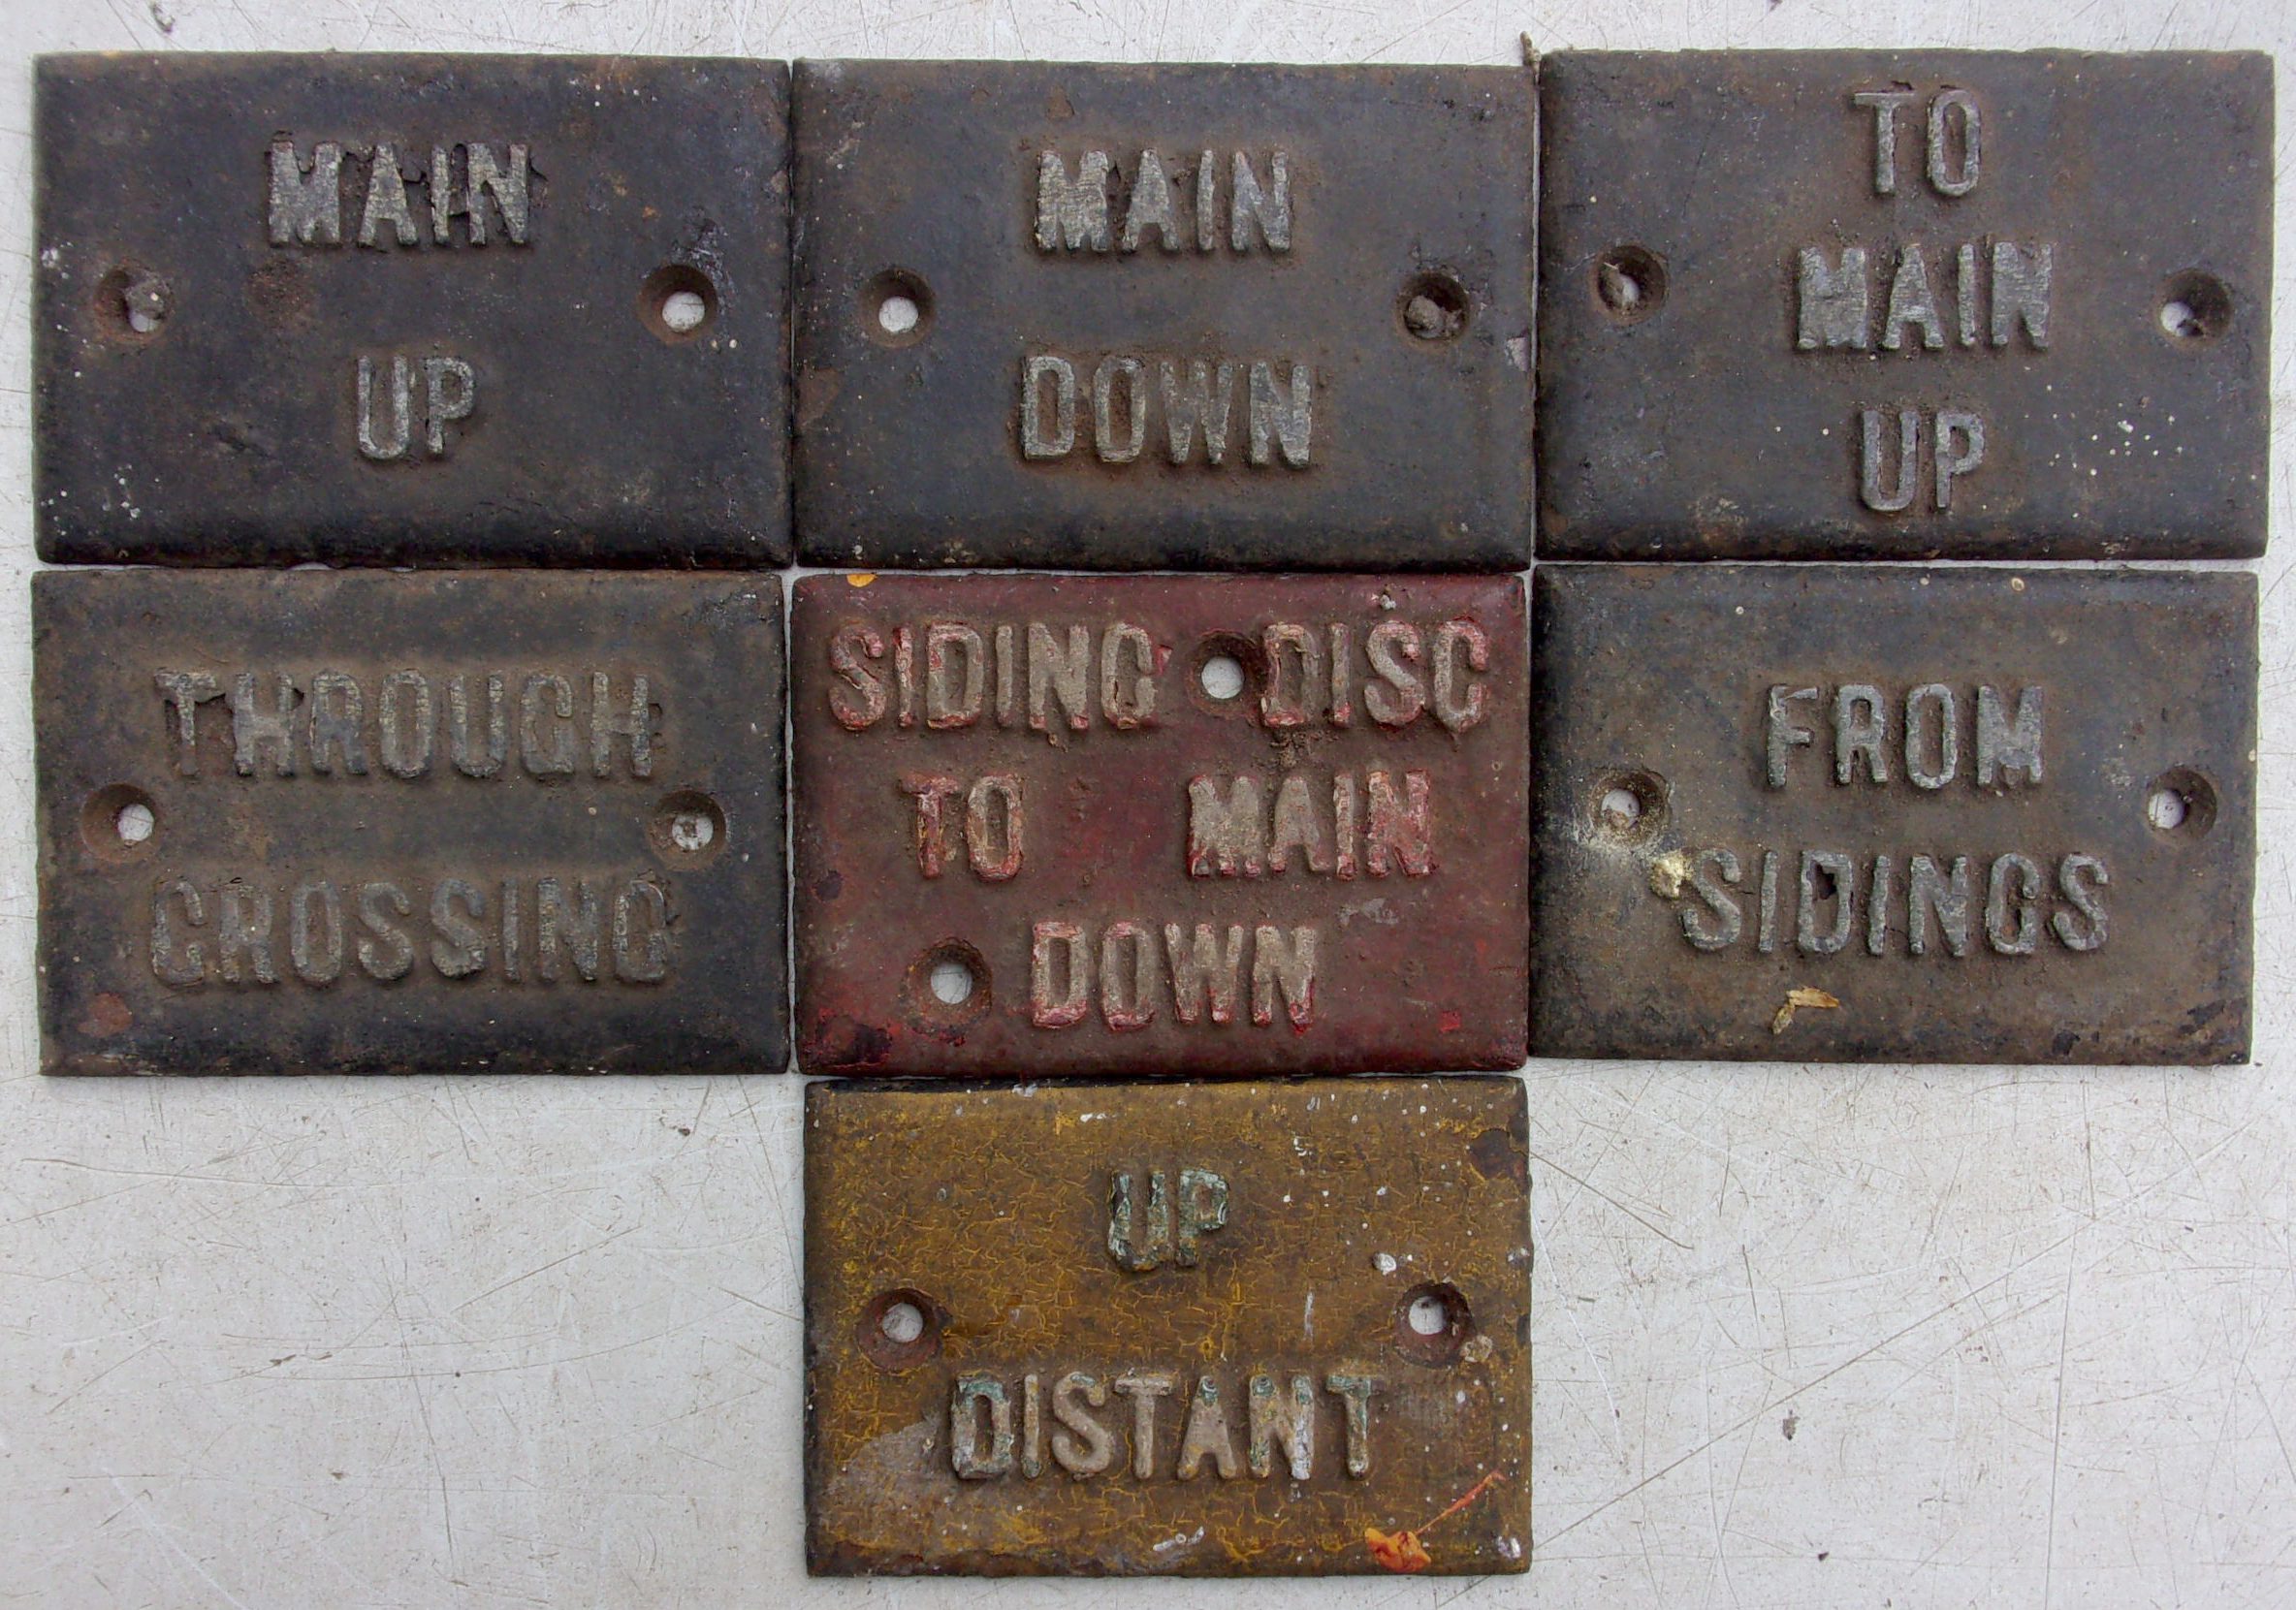 MAIN
UP
MAIN
DOWN
TO
MAIN
UP
THROUGH
CROSSING
SIDING DISC
TO MAIN
DOWN
FROM
SIDINGS
UP
DISTANT